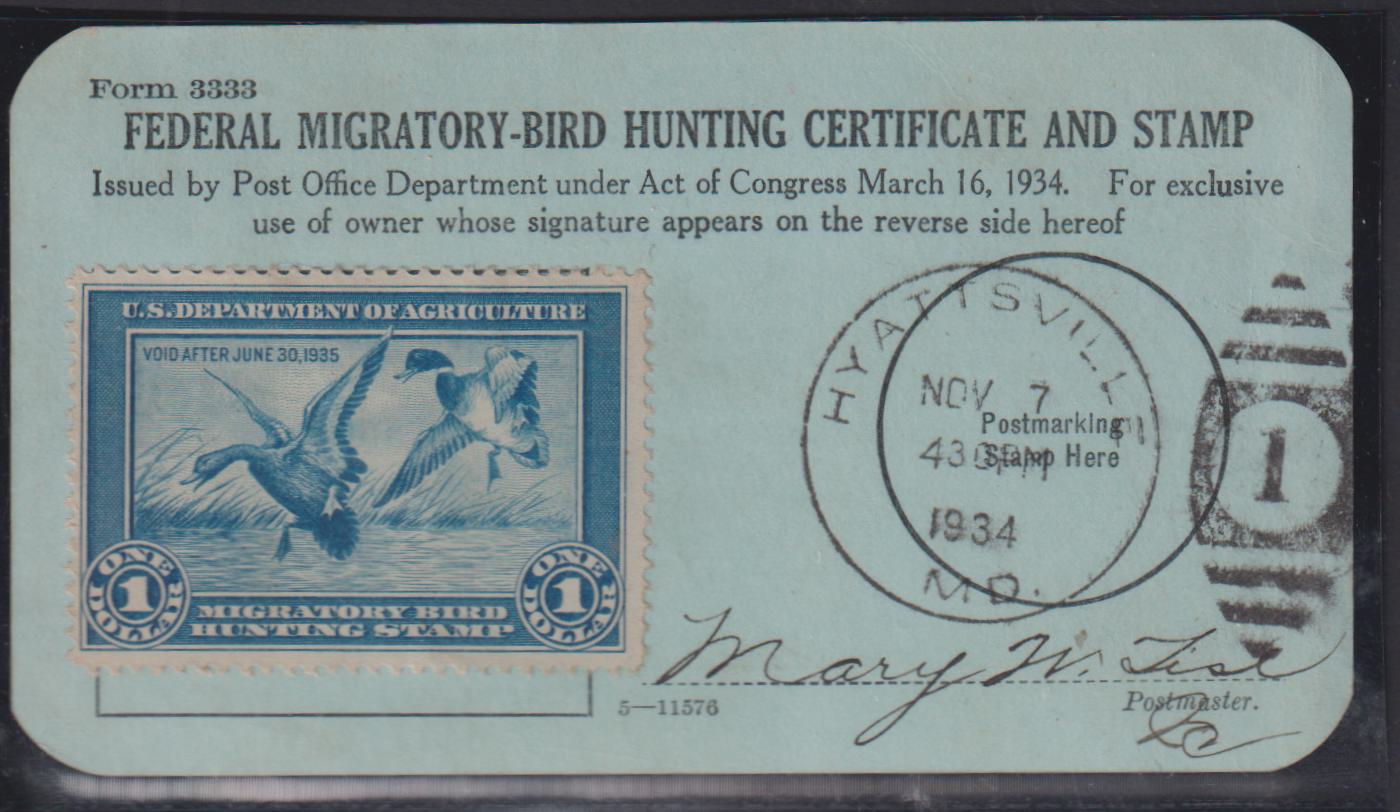 Form 3333
FEDERAL MIGRATORY-BIRD HUNTING CERTIFICATE AND STAMP
Issued by Post Office Department under Act of Congress March 16, 1934. For exclusive
use of owner whose signature appears on the reverse side hereof
U.S. DEPARTMENT OF AGRICULTURE
VOID AFTER JUNE 30, 1935
ONE DOLLAR
1
ONE DOLLAR
1
MIGRATORY BIRD
HUNTING STAMP
HYATTSVILLE
NOV 7
430PM
1934
MD.
Postmarking
Stamp Here
1
Mary W.
5—11576
Postmaster.